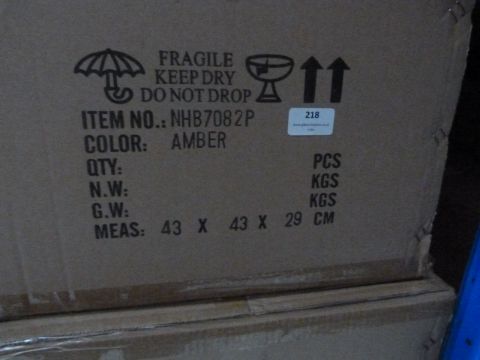 FRAGILE
KEEP DRY
DO NOT DROP
ITEM NO.: NHB7082P
218
COLOR: AMBER
QTY: PCS
N.W: KGS
G.W: KGS
MEAS: 43 X 43 X 29 CM